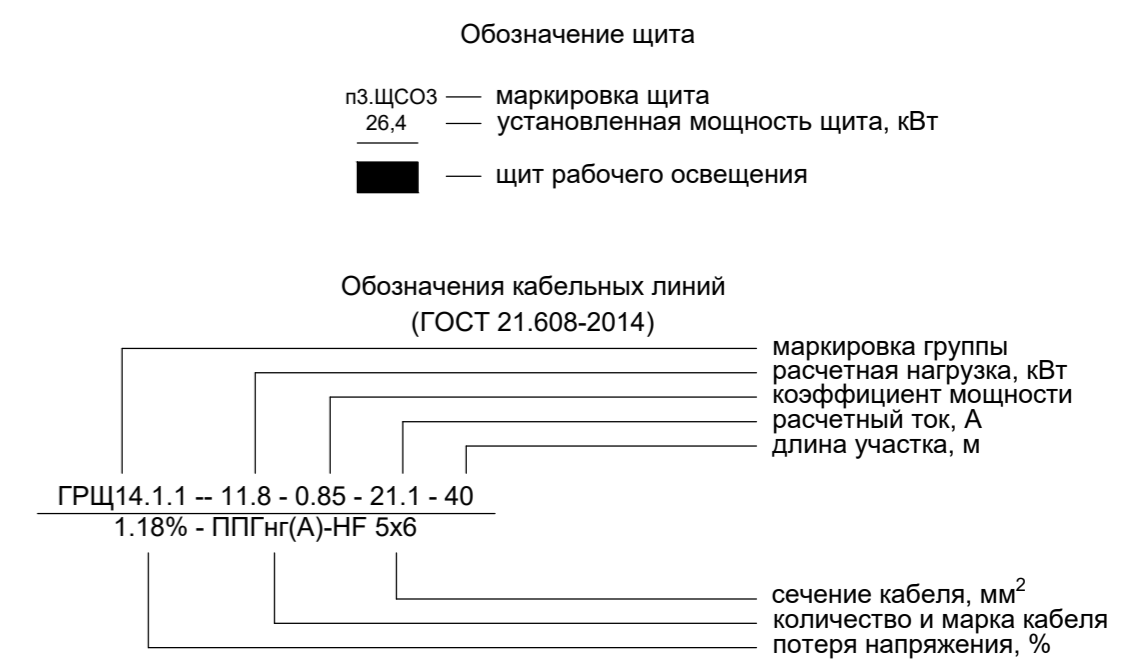 Обозначение щита
п3.ЩСО3 — маркировка щита
26,4 — установленная мощность щита, кВт
— щит рабочего освещения
Обозначения кабельных линий
(ГОСТ 21.608-2014)
маркировка группы
расчетная нагрузка, кВт
коэффициент мощности
расчетный ток, А
длина участка, м
ГРЩ14.1.1 -- 11.8 - 0.85 - 21.1 - 40
1.18% - ППГнг(А)-HF 5х6
сечение кабеля, мм²
количество и марка кабеля
потеря напряжения, %